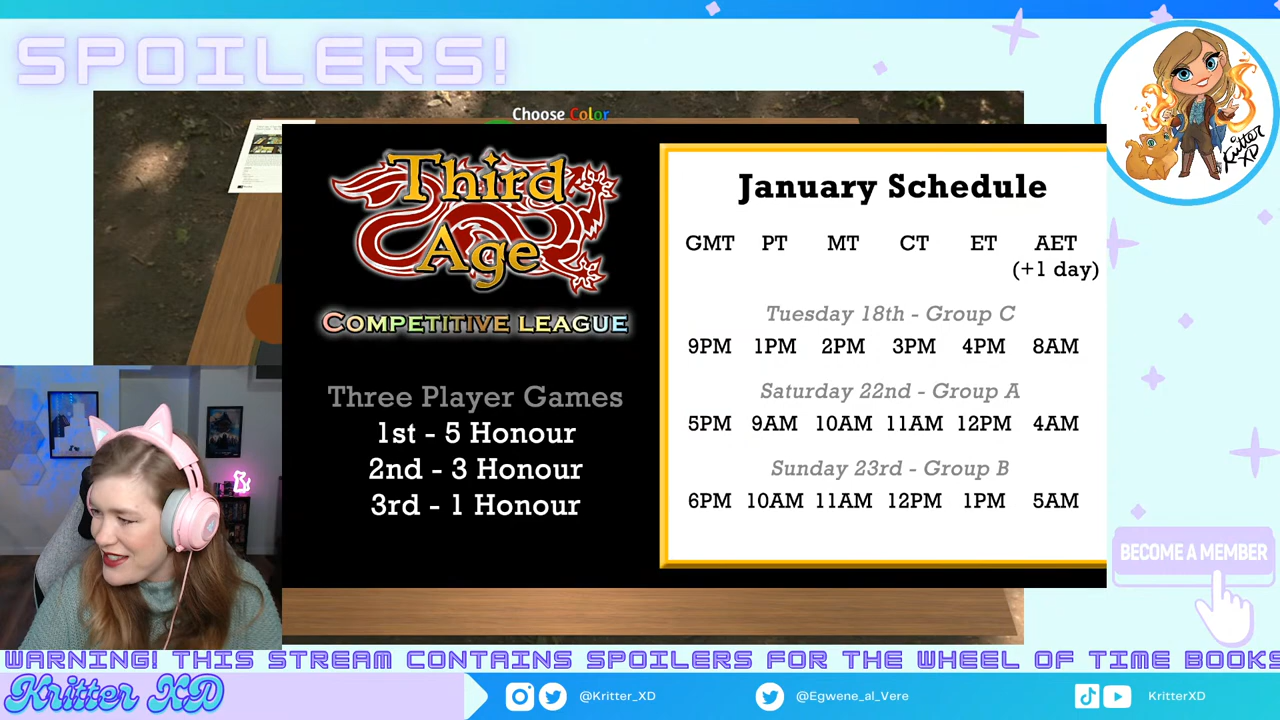 SPOILERS!
Choose Color
Third
Age
COMPETITIVE LEAGUE
Three Player Games
1st - 5 Honour
2nd - 3 Honour
3rd - 1 Honour
January Schedule
GMT PT MT CT ET AET
(+1 day)
Tuesday 18th - Group C
9PM 1PM 2PM 3PM 4PM 8AM
Saturday 22nd - Group A
5PM 9AM 10AM 11AM 12PM 4AM
Sunday 23rd - Group B
6PM 10AM 11AM 12PM 1PM 5AM
Kritter
XD
BECOME A MEMBER
WARNING! THIS STREAM CONTAINS SPOILERS FOR THE WHEEL OF TIME BOOKS
Kritter XD
@Kritter_XD
@Egwene_al_Vere
KritterXD